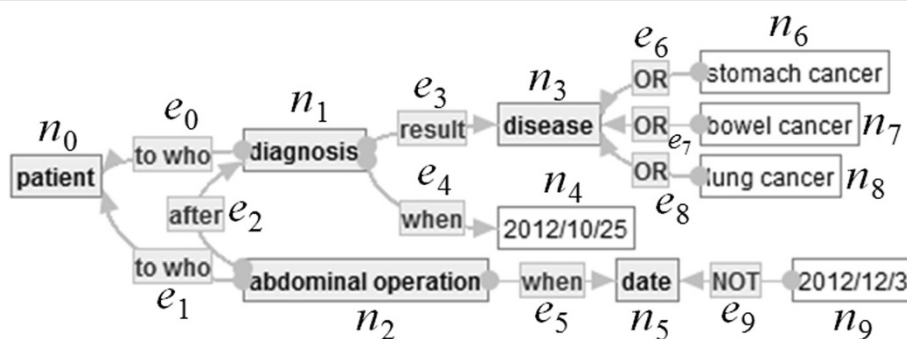 e6 n6
OR stomach cancer
e3 n3
n1
e0
n0
result disease OR bowel cancer n7
e7
to who diagnosis
patient
e4 OR lung cancer n8
e8
n4
after e2
when 2012/10/25
to who
e1
abdominal operation when date NOT 2012/12/3
n2 e5 n5 e9 n9